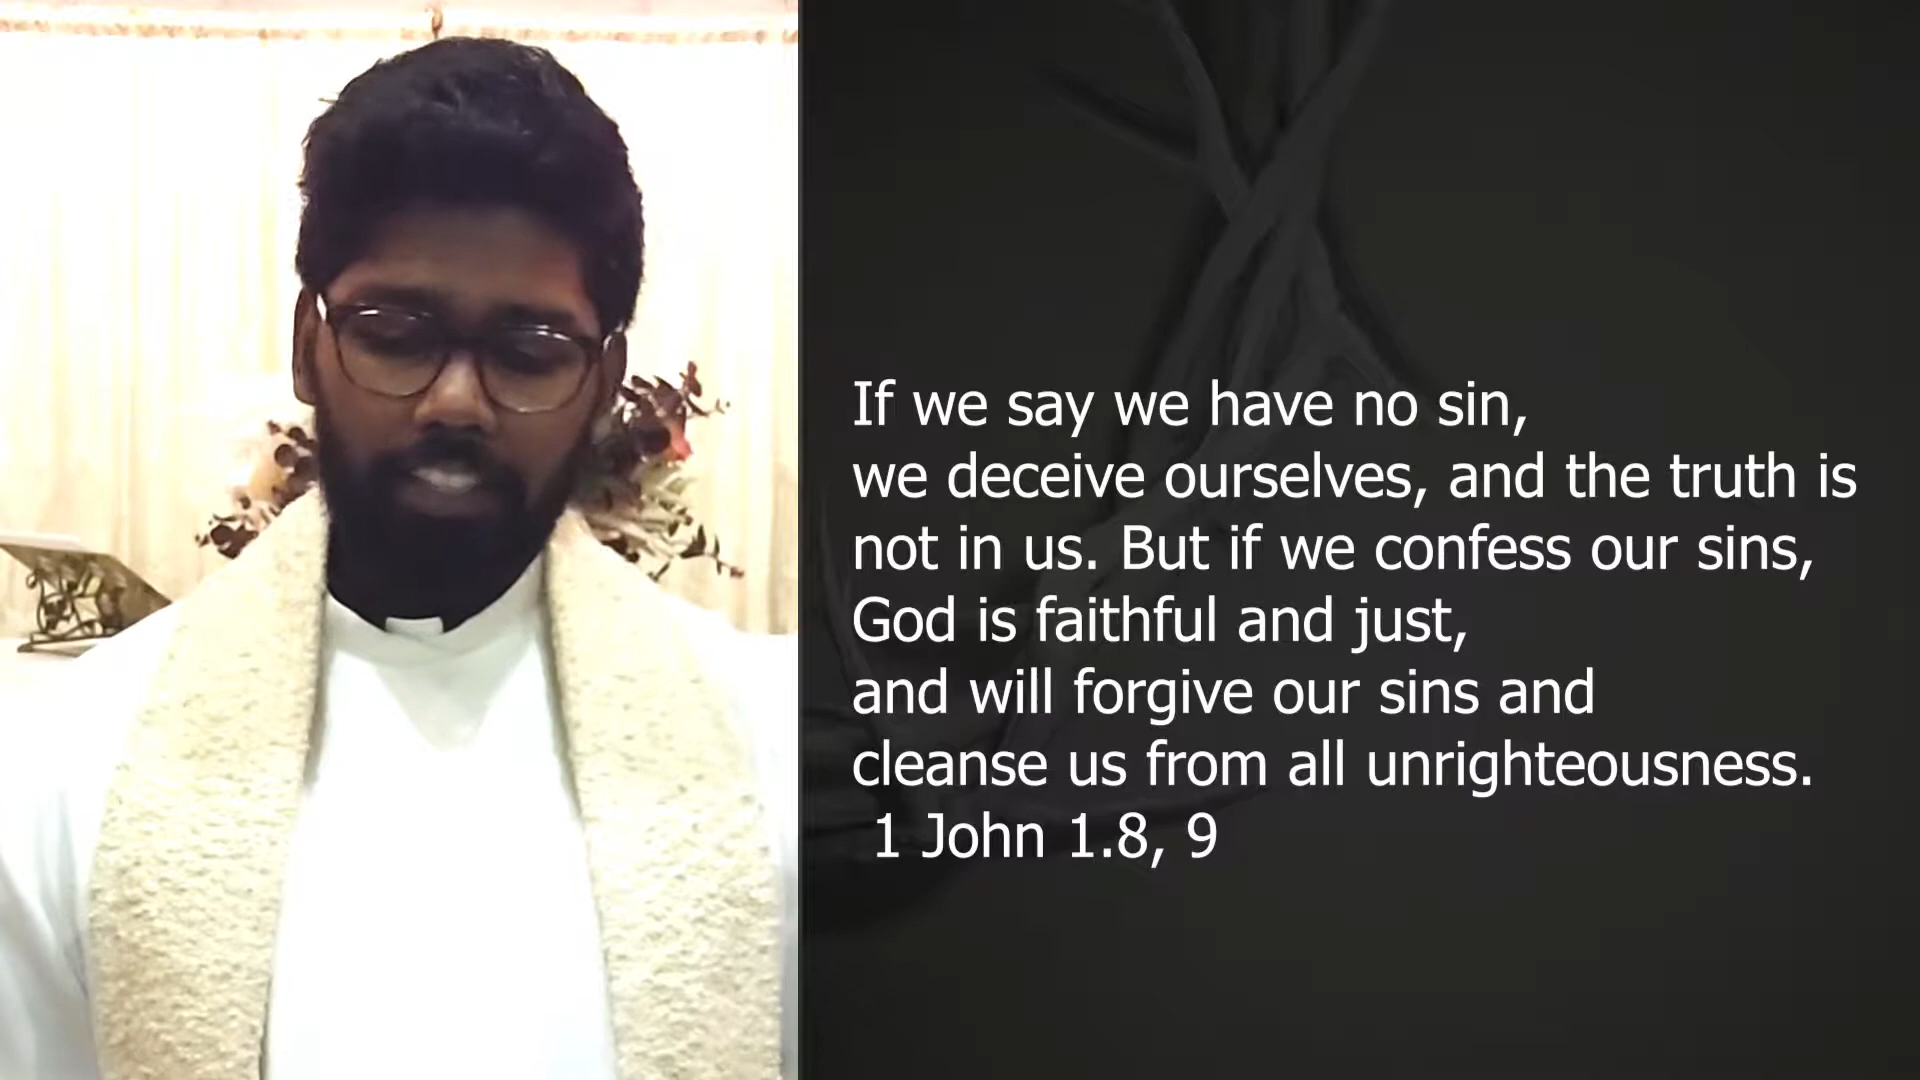 If we say we have no sin,
we deceive ourselves, and the truth is
not in us. But if we confess our sins,
God is faithful and just,
and will forgive our sins and
cleanse us from all unrighteousness.
1 John 1.8, 9